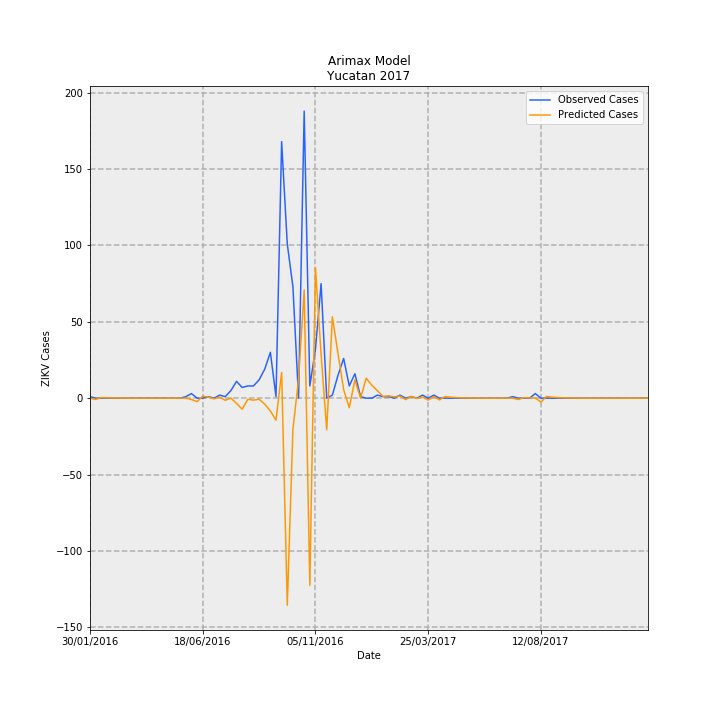 Arimax Model
Yucatan 2017
Observed Cases
Predicted Cases
200
150
100
50
0
−50
−100
−150
ZIKV Cases
30/01/2016
18/06/2016
05/11/2016
25/03/2017
12/08/2017
Date